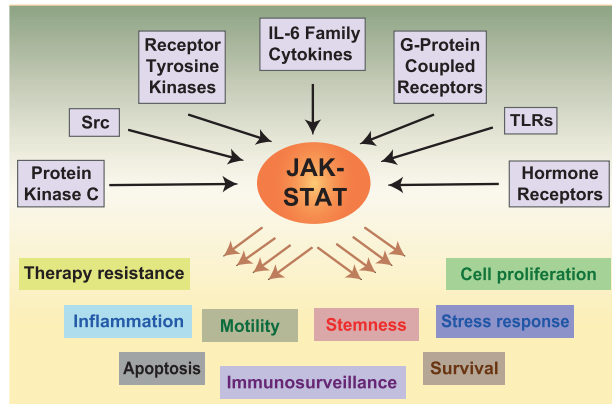 IL-6 Family
Cytokines
Receptor
Tyrosine
Kinases
G-Protein
Coupled
Receptors
Src
TLRs
Protein
Kinase C
JAK-
STAT
Hormone
Receptors
Therapy resistance
Cell proliferation
Inflammation
Motility
Stemness
Stress response
Apoptosis
Immunosurveillance
Survival